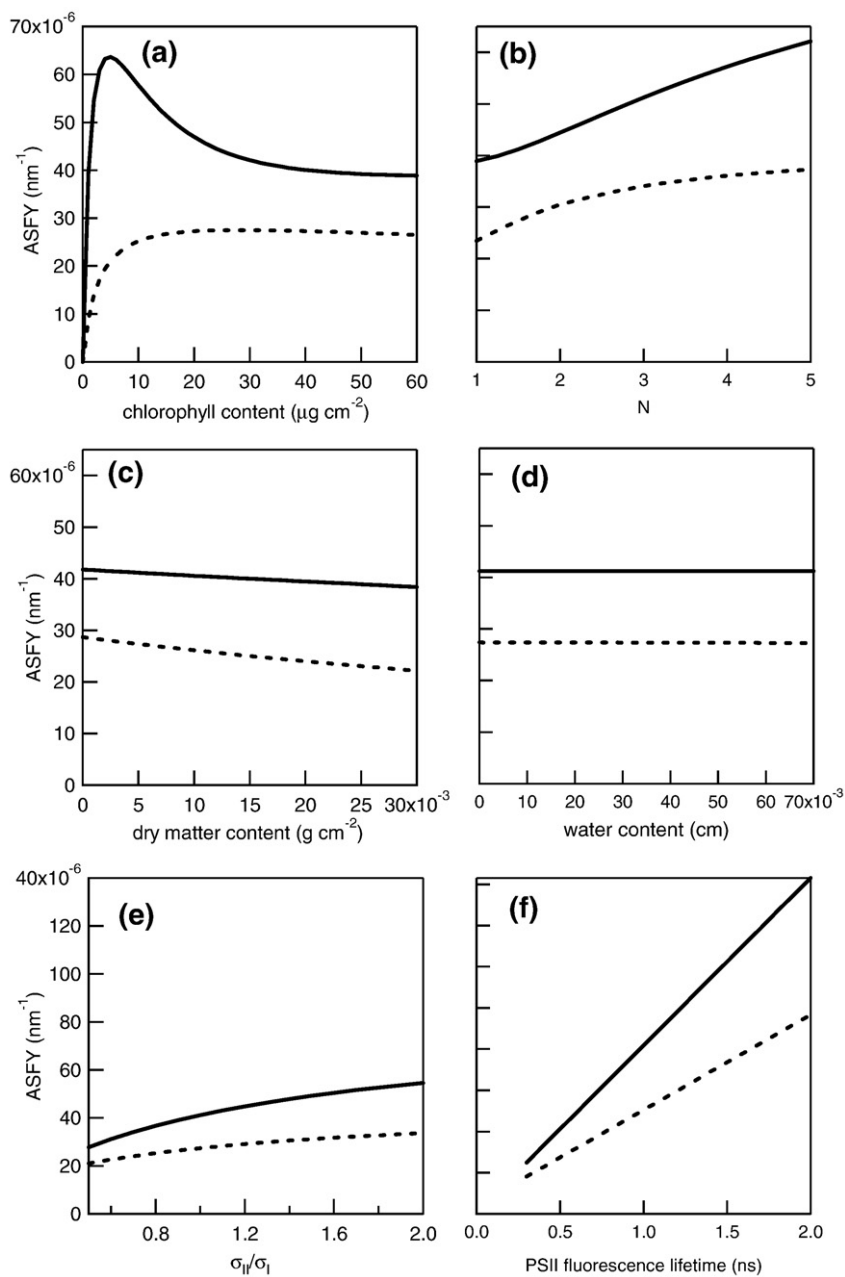 70x10⁻⁶
(a)
(b)
60
50
40
30
20
10
0
ASFY (nm⁻¹)
0 10 20 30 40 50 60
chlorophyll content (μg cm⁻²)
1 2 3 4 5
N
60x10⁻⁶
(c)
(d)
50
40
30
20
10
0
ASFY (nm⁻¹)
0 5 10 15 20 25 30x10⁻³
dry matter content (g cm⁻²)
0 10 20 30 40 50 60 70x10⁻³
water content (cm)
40x10⁻⁶
(e)
(f)
120
100
80
60
40
20
0
ASFY (nm⁻¹)
0.8 1.2 1.6 2.0
σII/σI
0.0 0.5 1.0 1.5 2.0
PSII fluorescence lifetime (ns)